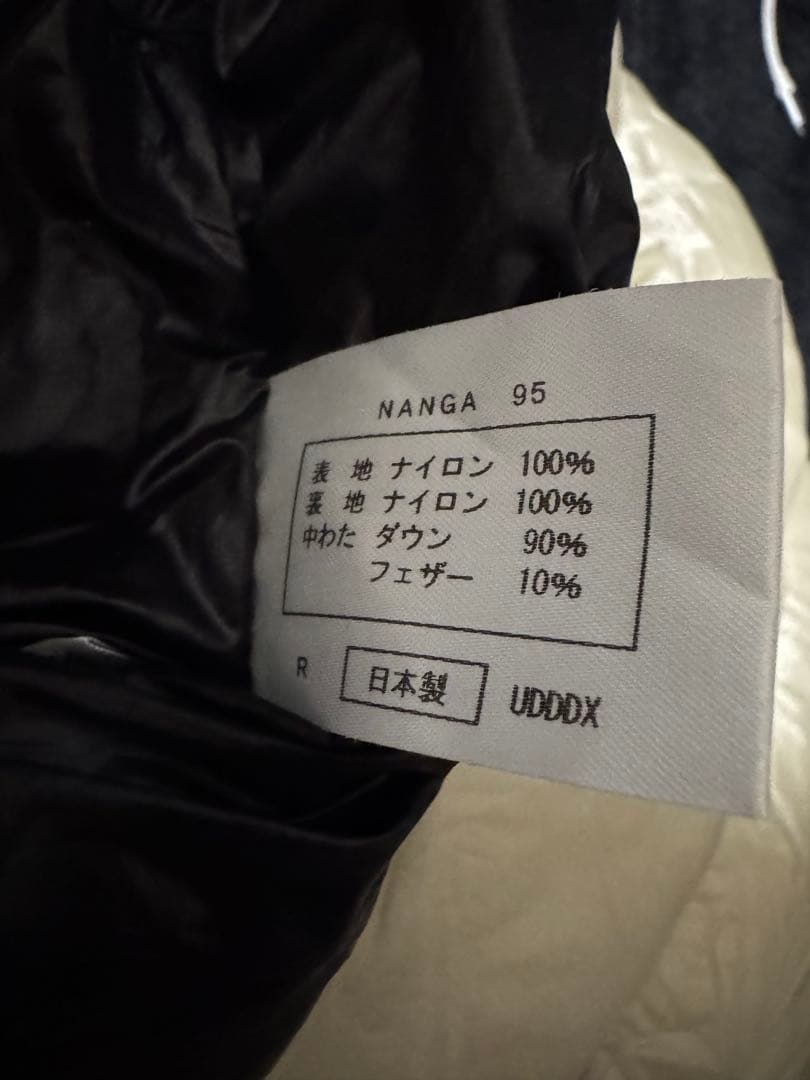 NANGA 95
表 地 ナイロン 100%
裏 地 ナイロン 100%
中わた ダウン 90%
フェザー 10%
R 日本製 UDDDX